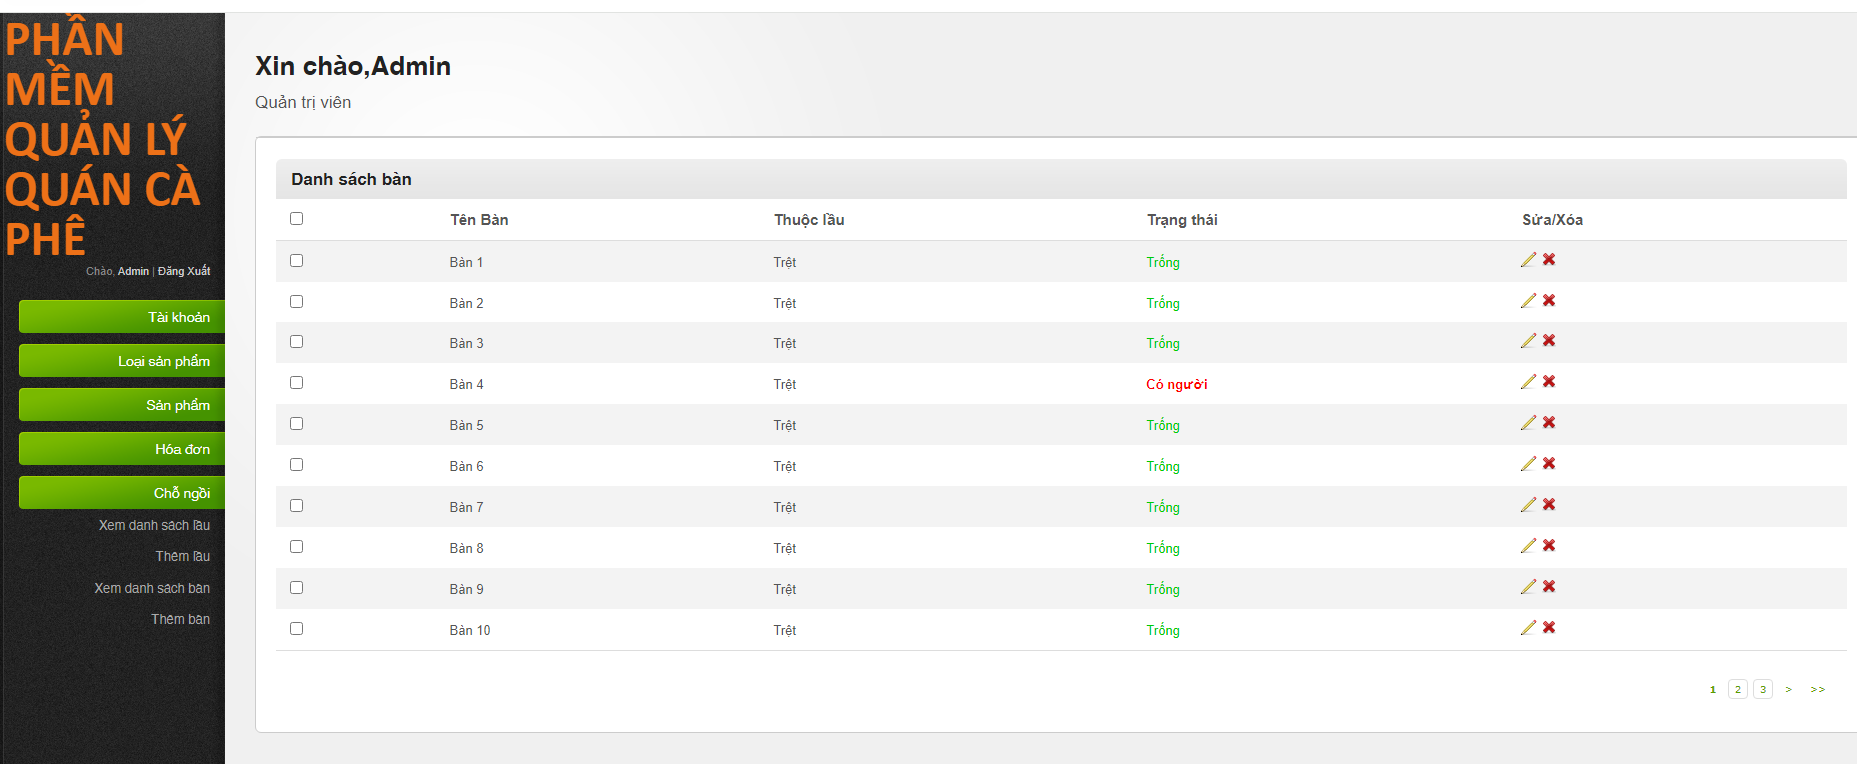 PHẦN
MỀM
QUẢN LÝ
QUÁN CÀ
PHÊ
Chào, Admin | Đăng Xuất
Tài khoản
Loại sản phẩm
Sản phẩm
Hóa đơn
Chỗ ngồi
Xem danh sách lầu
Thêm lầu
Xem danh sách bàn
Thêm bàn
Xin chào,Admin
Quản trị viên
Danh sách bàn
Tên Bàn Thuộc lầu Trạng thái Sửa/Xóa
Bàn 1 Trệt Trống
Bàn 2 Trệt Trống
Bàn 3 Trệt Trống
Bàn 4 Trệt Có người
Bàn 5 Trệt Trống
Bàn 6 Trệt Trống
Bàn 7 Trệt Trống
Bàn 8 Trệt Trống
Bàn 9 Trệt Trống
Bàn 10 Trệt Trống
1 2 3 > >>